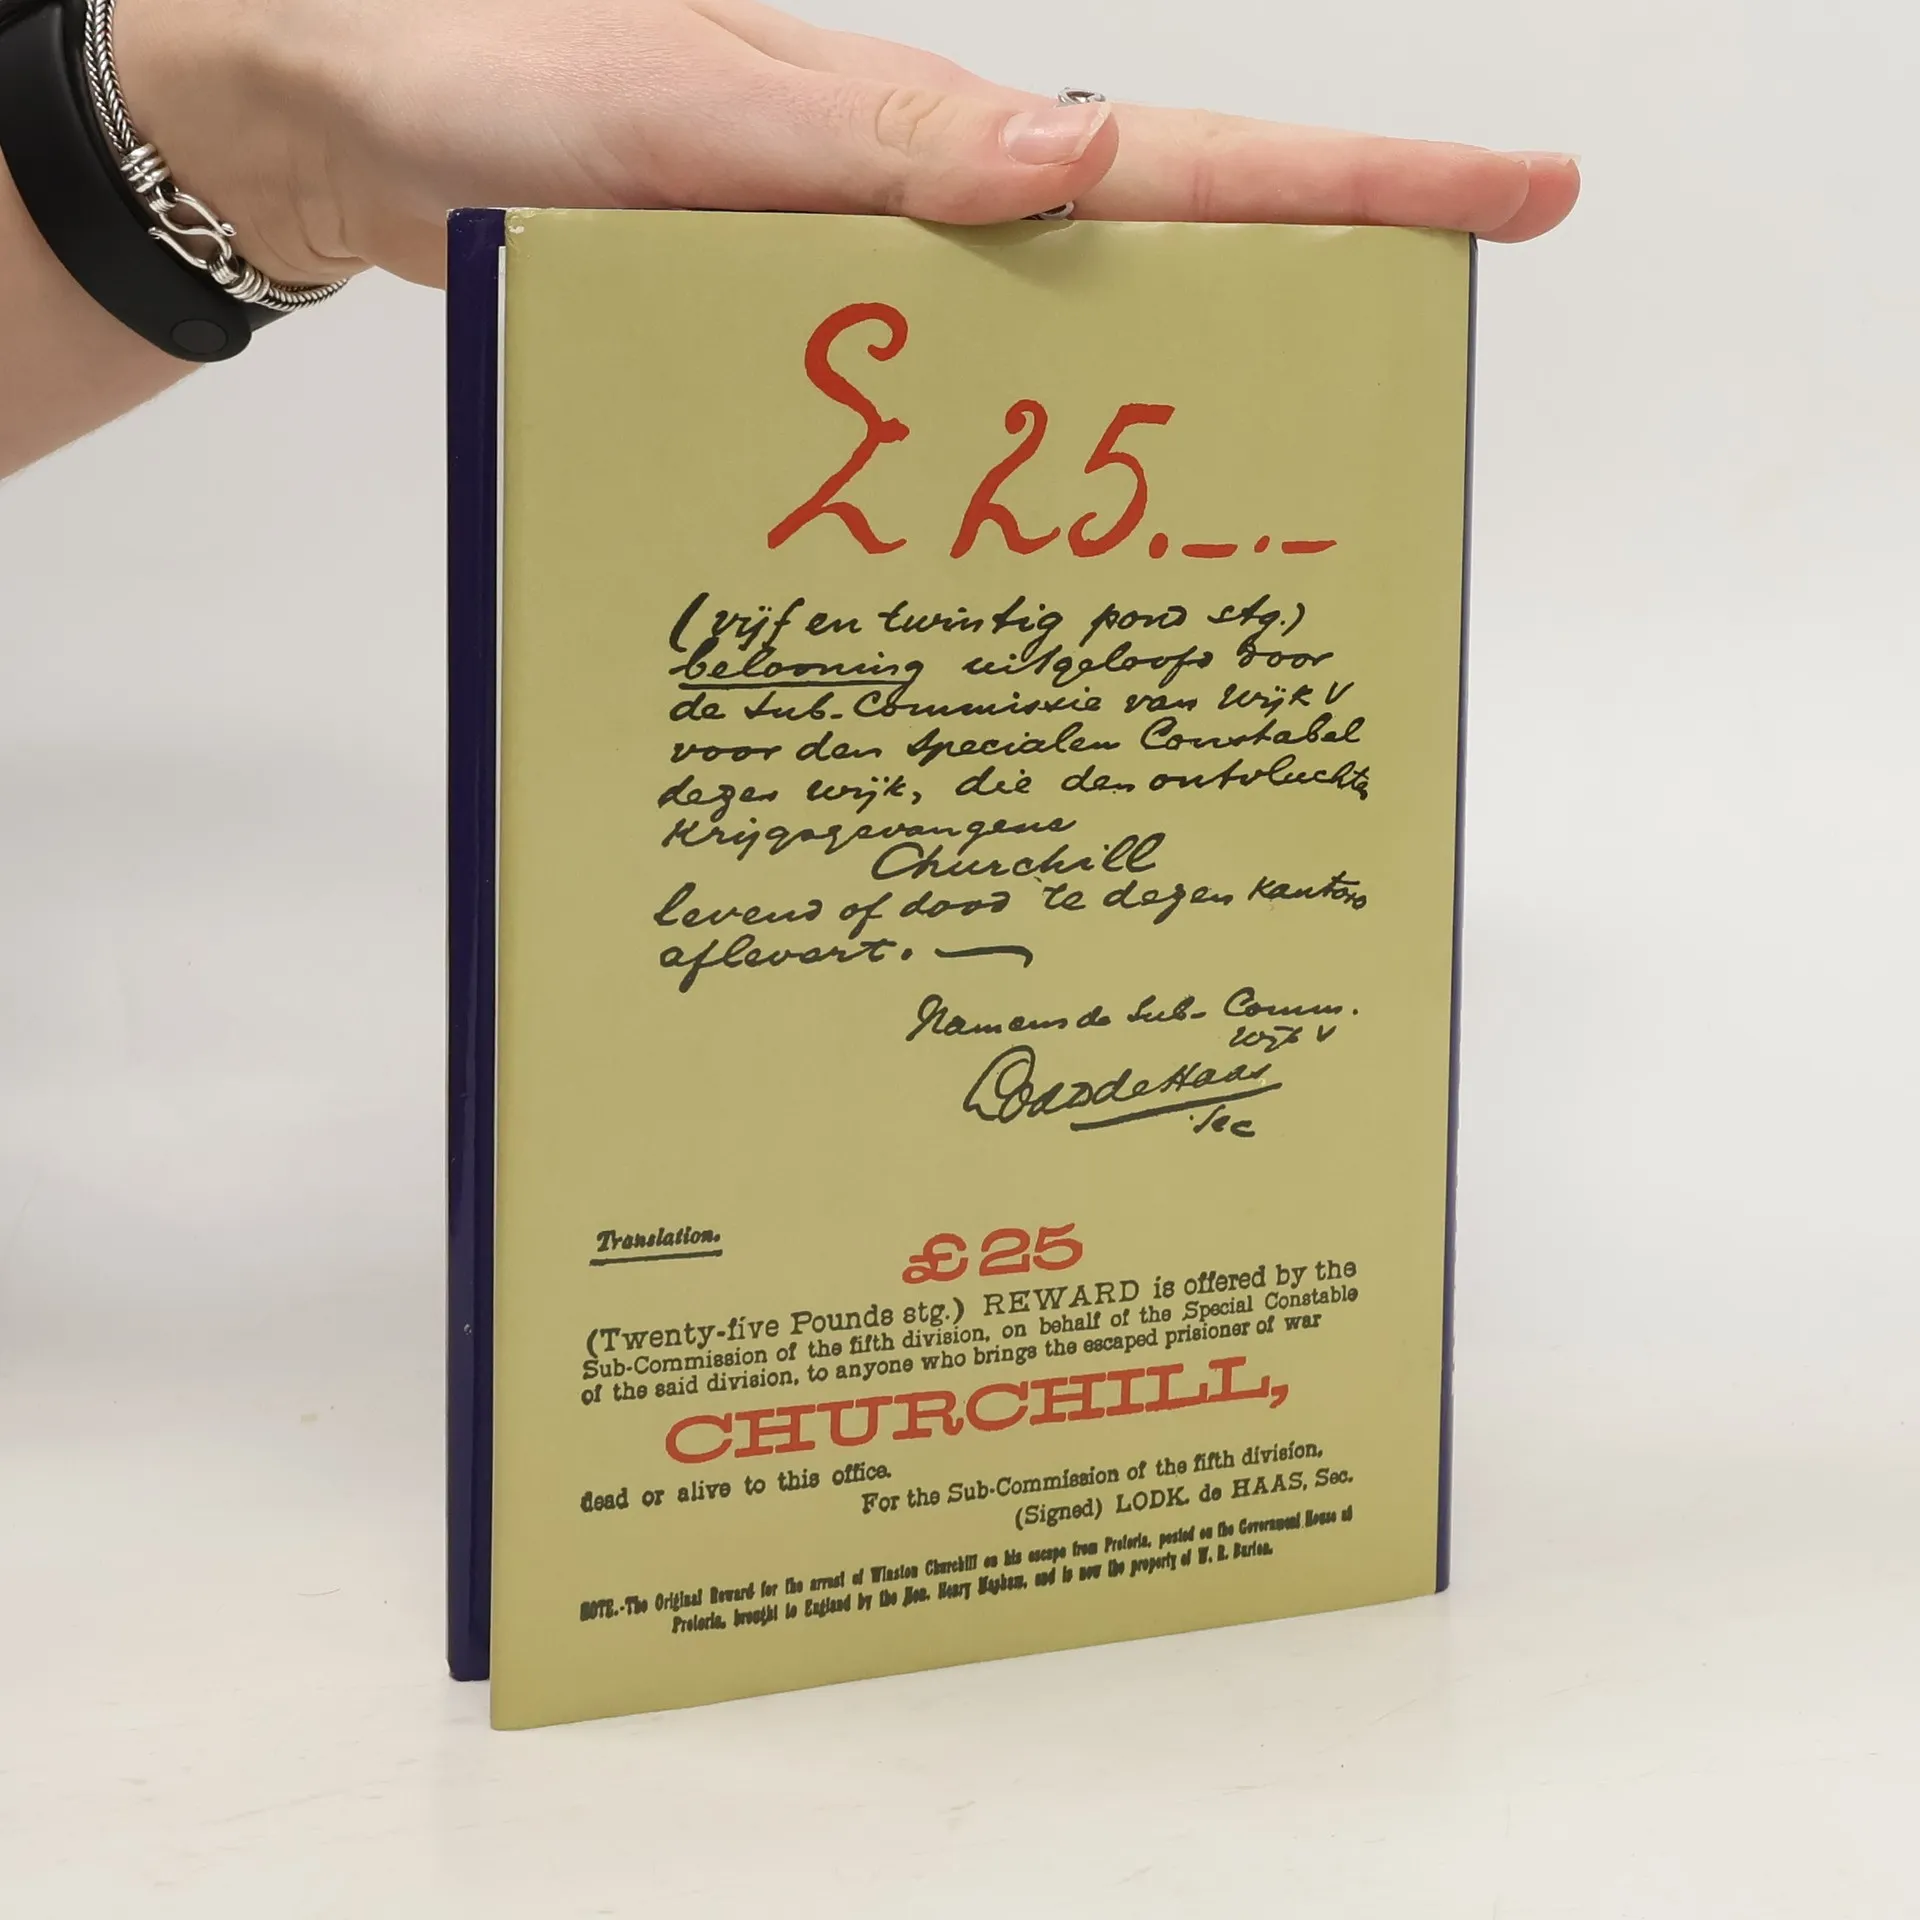 £ 25._._
(vijf en twintig pond stg.)
belooning uitgeloofd door
de Sub-Commissie van Wijk V
voor den specialen Constabel
dezes wijk, die den ontvluchte
Krijgsgevangene
Churchill
levend of dood te dezen kantore
aflevert. —
Namens de Sub-Comm.
Wijk V
Lodk de Haas
Sec
Translation.
£25
(Twenty-five Pounds stg.) REWARD is offered by the
Sub-Commission of the fifth division, on behalf of the Special Constable
of the said division, to anyone who brings the escaped prisioner of war
CHURCHILL,
dead or alive to this office.
For the Sub-Commission of the fifth division,
(Signed) LODK. de HAAS, Sec.
NOTE.-The Original Reward for the arrest of Winston Churchill on his escape from Pretoria, posted on the Government House at
Pretoria, brought to England by the Hon. Henry Masham, and is now the property of W. R. Burton.